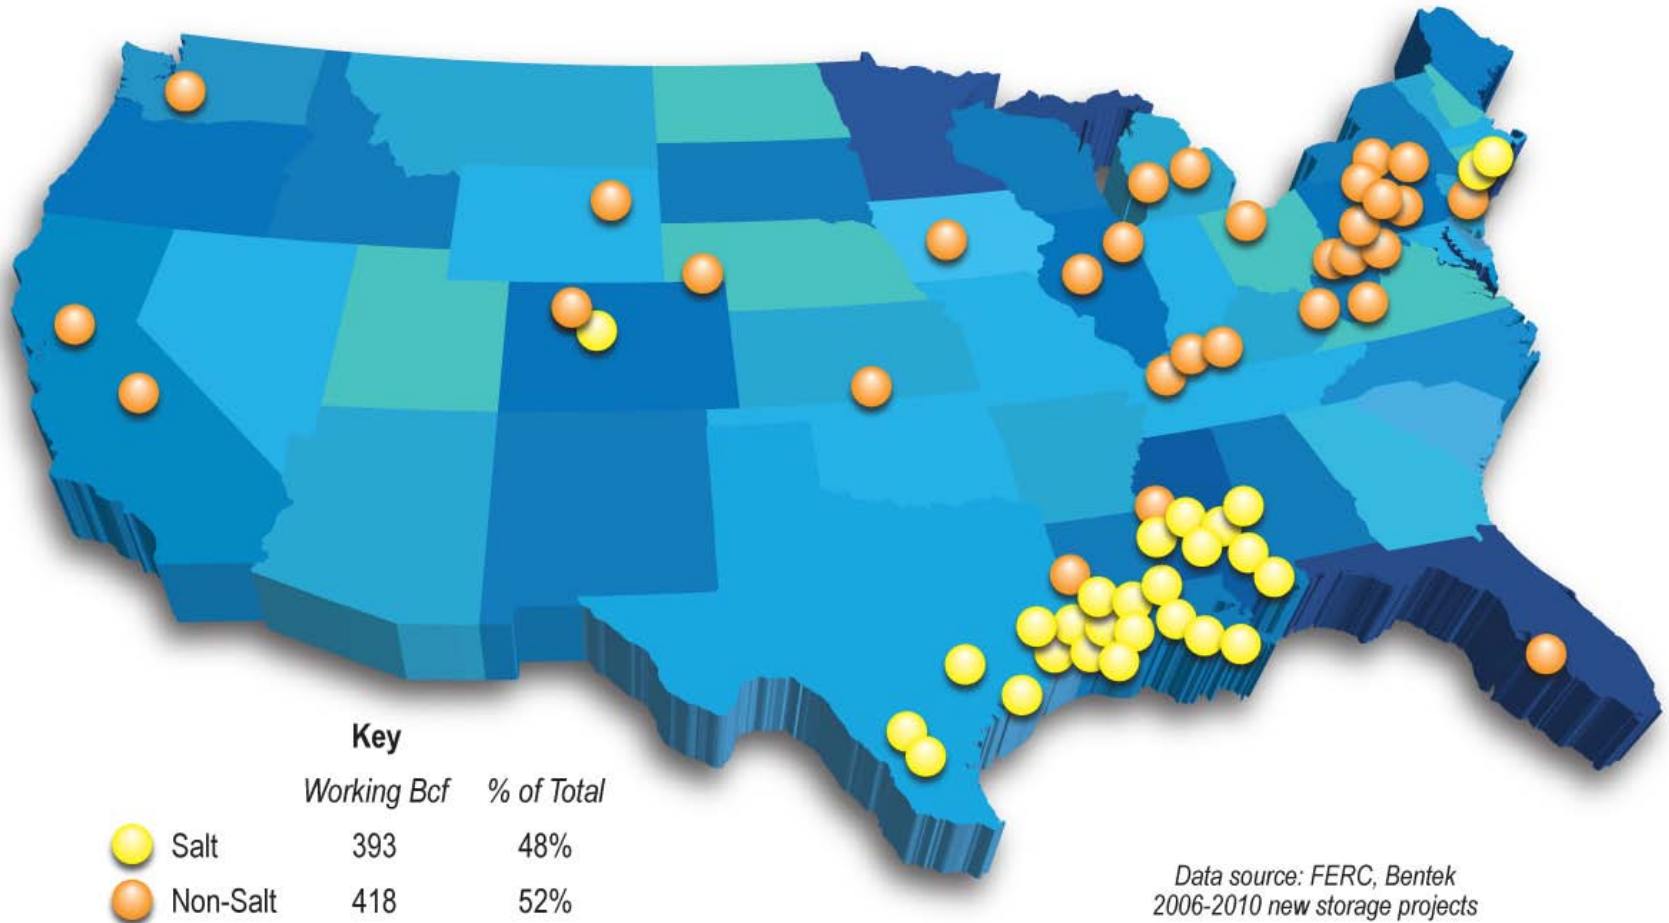 Key
Working Bcf % of Total
Salt 393 48%
Non-Salt 418 52%
Data source: FERC, Bentek
2006-2010 new storage projects